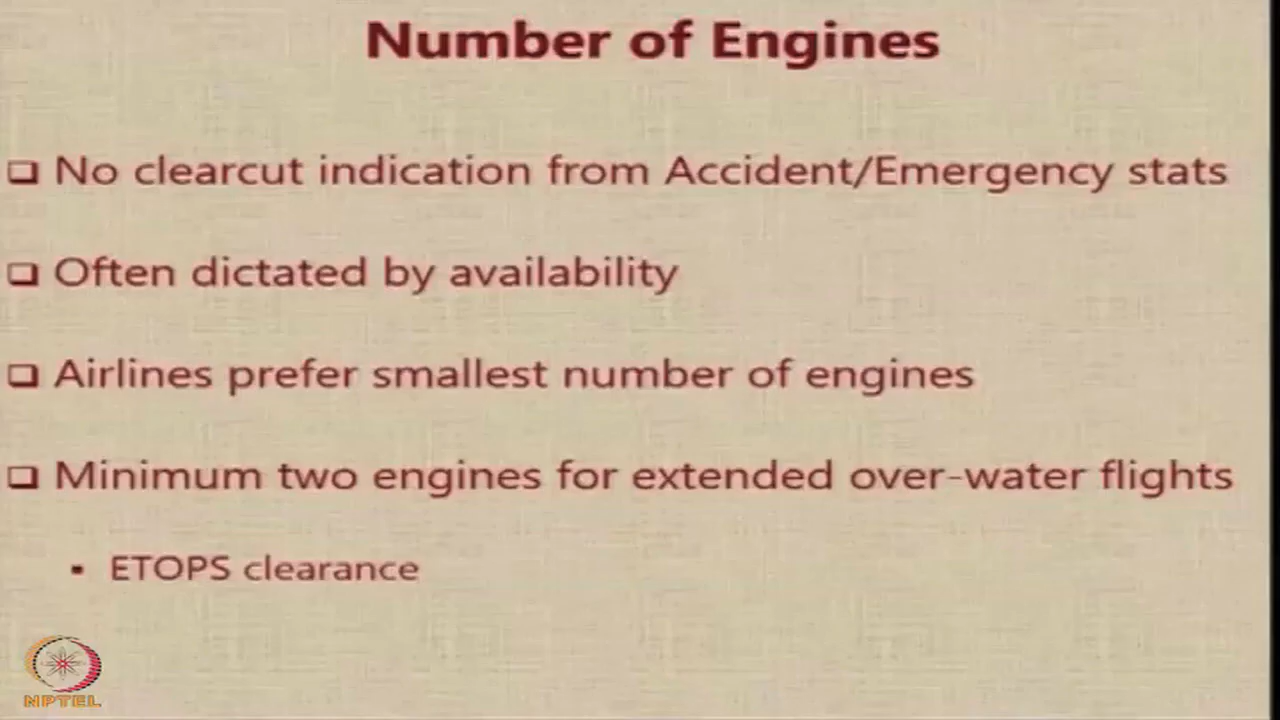 Number of Engines
❑ No clearcut indication from Accident/Emergency stats
❑ Often dictated by availability
❑ Airlines prefer smallest number of engines
❑ Minimum two engines for extended over-water flights
▪ ETOPS clearance
NPTEL